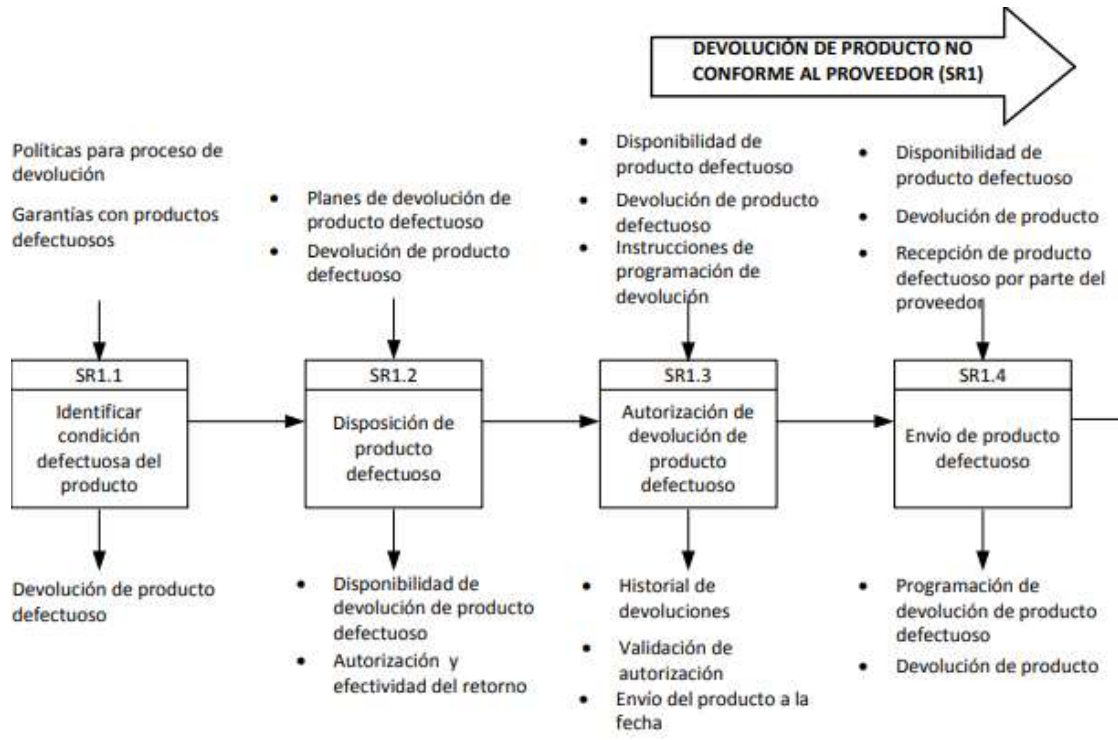 DEVOLUCIÓN DE PRODUCTO NO
CONFORME AL PROVEEDOR (SR1)
Políticas para proceso de
devolución
Garantías con productos
defectuosos
• Planes de devolución de
producto defectuoso
• Devolución de producto
defectuoso
• Disponibilidad de
producto defectuoso
• Devolución de producto
defectuoso
• Instrucciones de
programación de
devolución
• Disponibilidad de
producto defectuoso
• Devolución de producto
• Recepción de producto
defectuoso por parte del
proveedor
SR1.1
Identificar
condición
defectuosa del
producto
SR1.2
Disposición de
producto
defectuoso
SR1.3
Autorización de
devolución de
producto
defectuoso
SR1.4
Envío de producto
defectuoso
Devolución de producto
defectuoso
• Disponibilidad de
devolución de producto
defectuoso
• Autorización y
efectividad del retorno
• Historial de
devoluciones
• Validación de
autorización
• Envío del producto a la
fecha
• Programación de
devolución de producto
defectuoso
• Devolución de producto